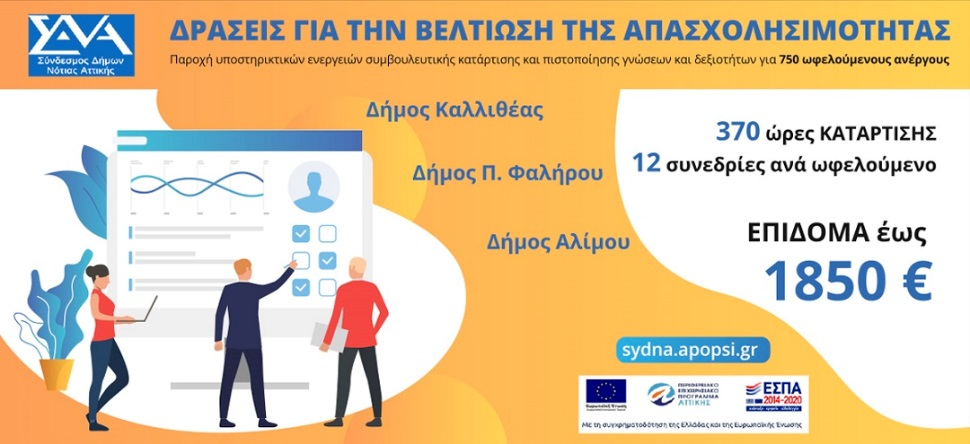 ΣΔΝΑ
Σύνδεσμος Δήμων
Νότιας Αττικής
ΔΡΑΣΕΙΣ ΓΙΑ ΤΗΝ ΒΕΛΤΙΩΣΗ ΤΗΣ ΑΠΑΣΧΟΛΗΣΙΜΟΤΗΤΑΣ
Παροχή υποστηρικτικών ενεργειών συμβουλευτικής κατάρτισης και πιστοποίησης γνώσεων και δεξιοτήτων για 750 ωφελούμενους ανέργους
Δήμος Καλλιθέας
Δήμος Π. Φαλήρου
Δήμος Αλίμου
370 ώρες ΚΑΤΑΡΤΙΣΗΣ
12 συνεδρίες ανά ωφελούμενο
ΕΠΙΔΟΜΑ έως
1850 €
sydna.apopsi.gr
Ευρωπαϊκή Ένωση
ΠΕΡΙΦΕΡΕΙΑΚΟ
ΕΠΙΧΕΙΡΗΣΙΑΚΟ
ΠΡΟΓΡΑΜΜΑ
ΑΤΤΙΚΗΣ
ΕΣΠΑ
2014-2020
Με τη συγχρηματοδότηση της Ελλάδας και της Ευρωπαϊκής Ένωσης